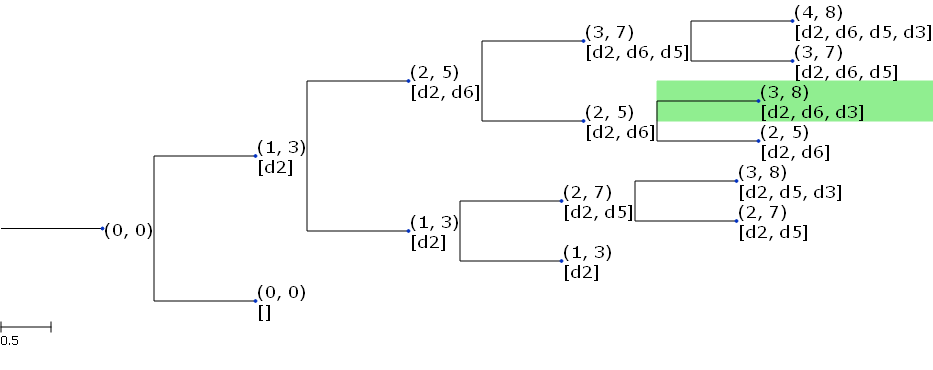 (4, 8)
[d2, d6, d5, d3]
(3, 7)
[d2, d6, d5]
(3, 7)
[d2, d6, d5]
(2, 5)
[d2, d6]
(3, 8)
[d2, d6, d3]
(2, 5)
[d2, d6]
(2, 5)
[d2, d6]
(1, 3)
[d2]
(3, 8)
[d2, d5, d3]
(2, 7)
[d2, d5]
(2, 7)
[d2, d5]
(1, 3)
[d2]
(1, 3)
[d2]
(0, 0)
(0, 0)
[]
0.5